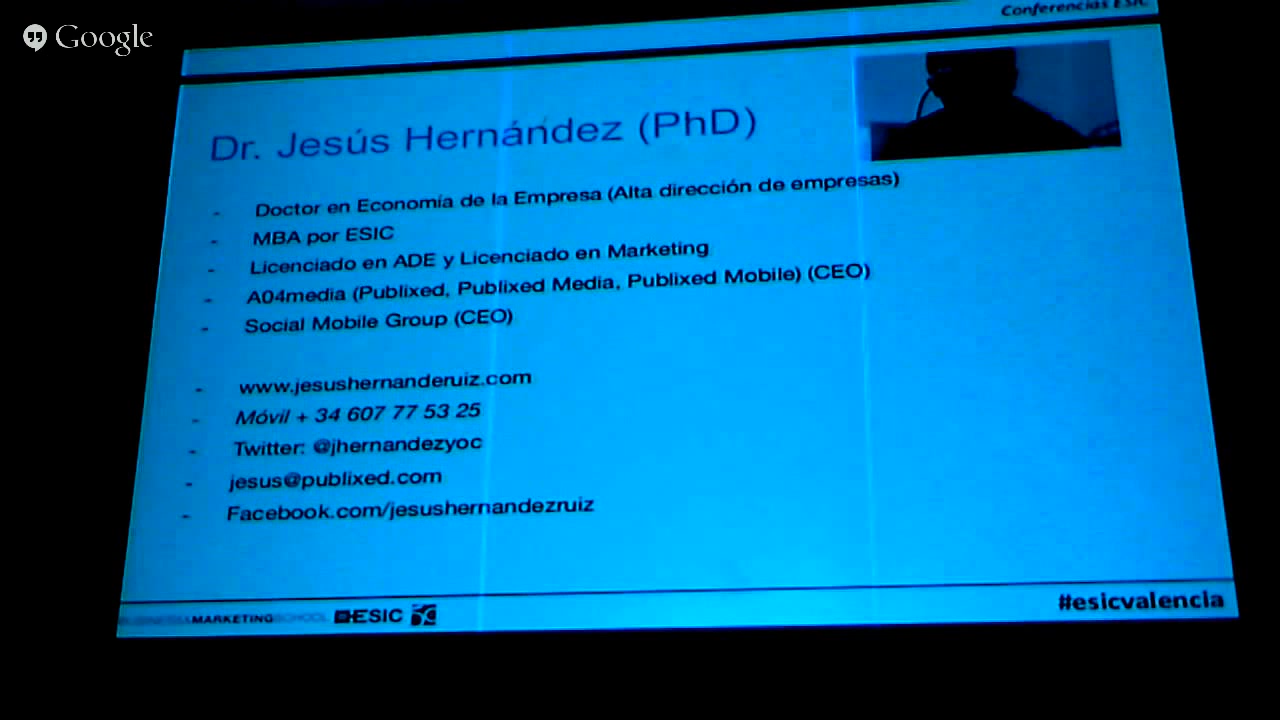 Google
Conferencias ESIC
Dr. Jesús Hernández (PhD)
- Doctor en Economía de la Empresa (Alta dirección de empresas)
- MBA por ESIC
- Licenciado en ADE y Licenciado en Marketing
- A04media (Publixed, Publixed Media, Publixed Mobile) (CEO)
- Social Mobile Group (CEO)
- www.jesushernanderuiz.com
- Móvil + 34 607 77 53 25
- Twitter: @jhernandezyoc
- jesus@publixed.com
- Facebook.com/jesushernandezruiz
BUSINESS&MARKETINGSCHOOL ESIC
#esicvalencia